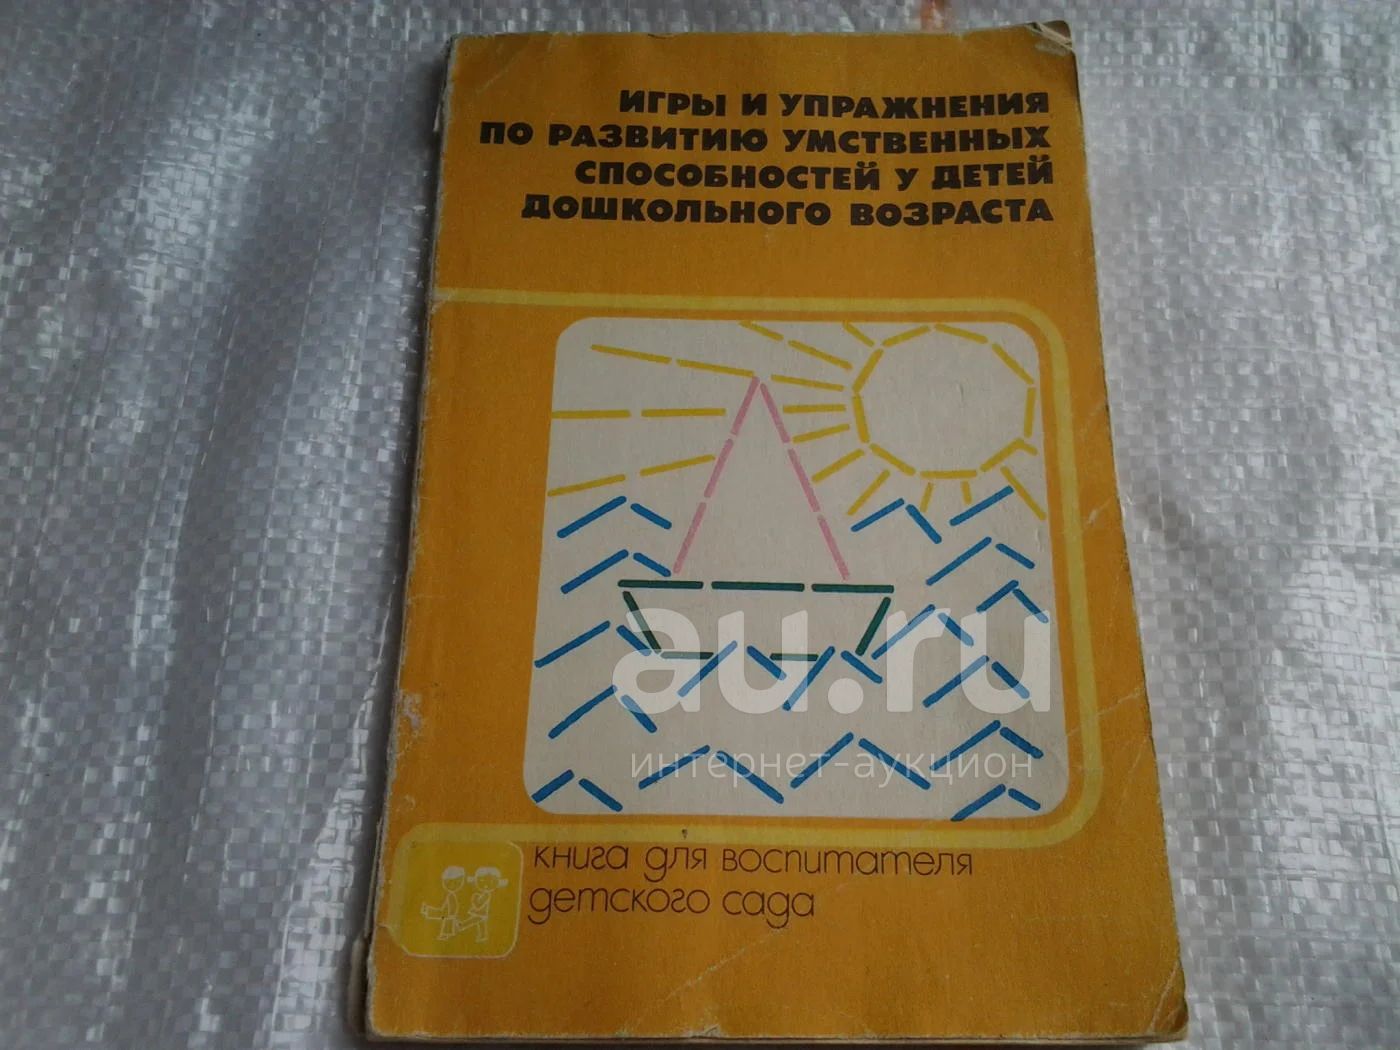 ИГРЫ И УПРАЖНЕНИЯ
ПО РАЗВИТИЮ УМСТВЕННЫХ
СПОСОБНОСТЕЙ У ДЕТЕЙ
ДОШКОЛЬНОГО ВОЗРАСТА
au.ru
интернет-аукцион
книга для воспитателя
детского сада